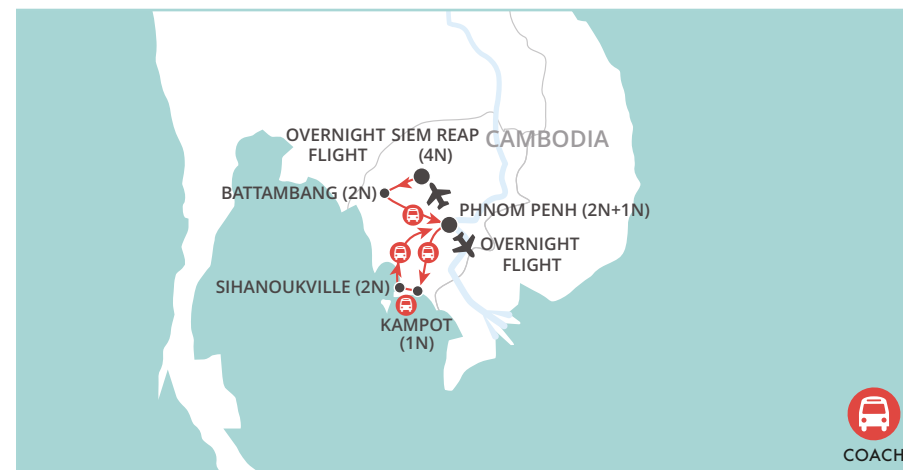 OVERNIGHT
FLIGHT
SIEM REAP
(4N)
CAMBODIA
BATTAMBANG (2N)
PHNOM PENH (2N+1N)
OVERNIGHT
FLIGHT
SIHANOUKVILLE (2N)
KAMPOT
(1N)
COACH